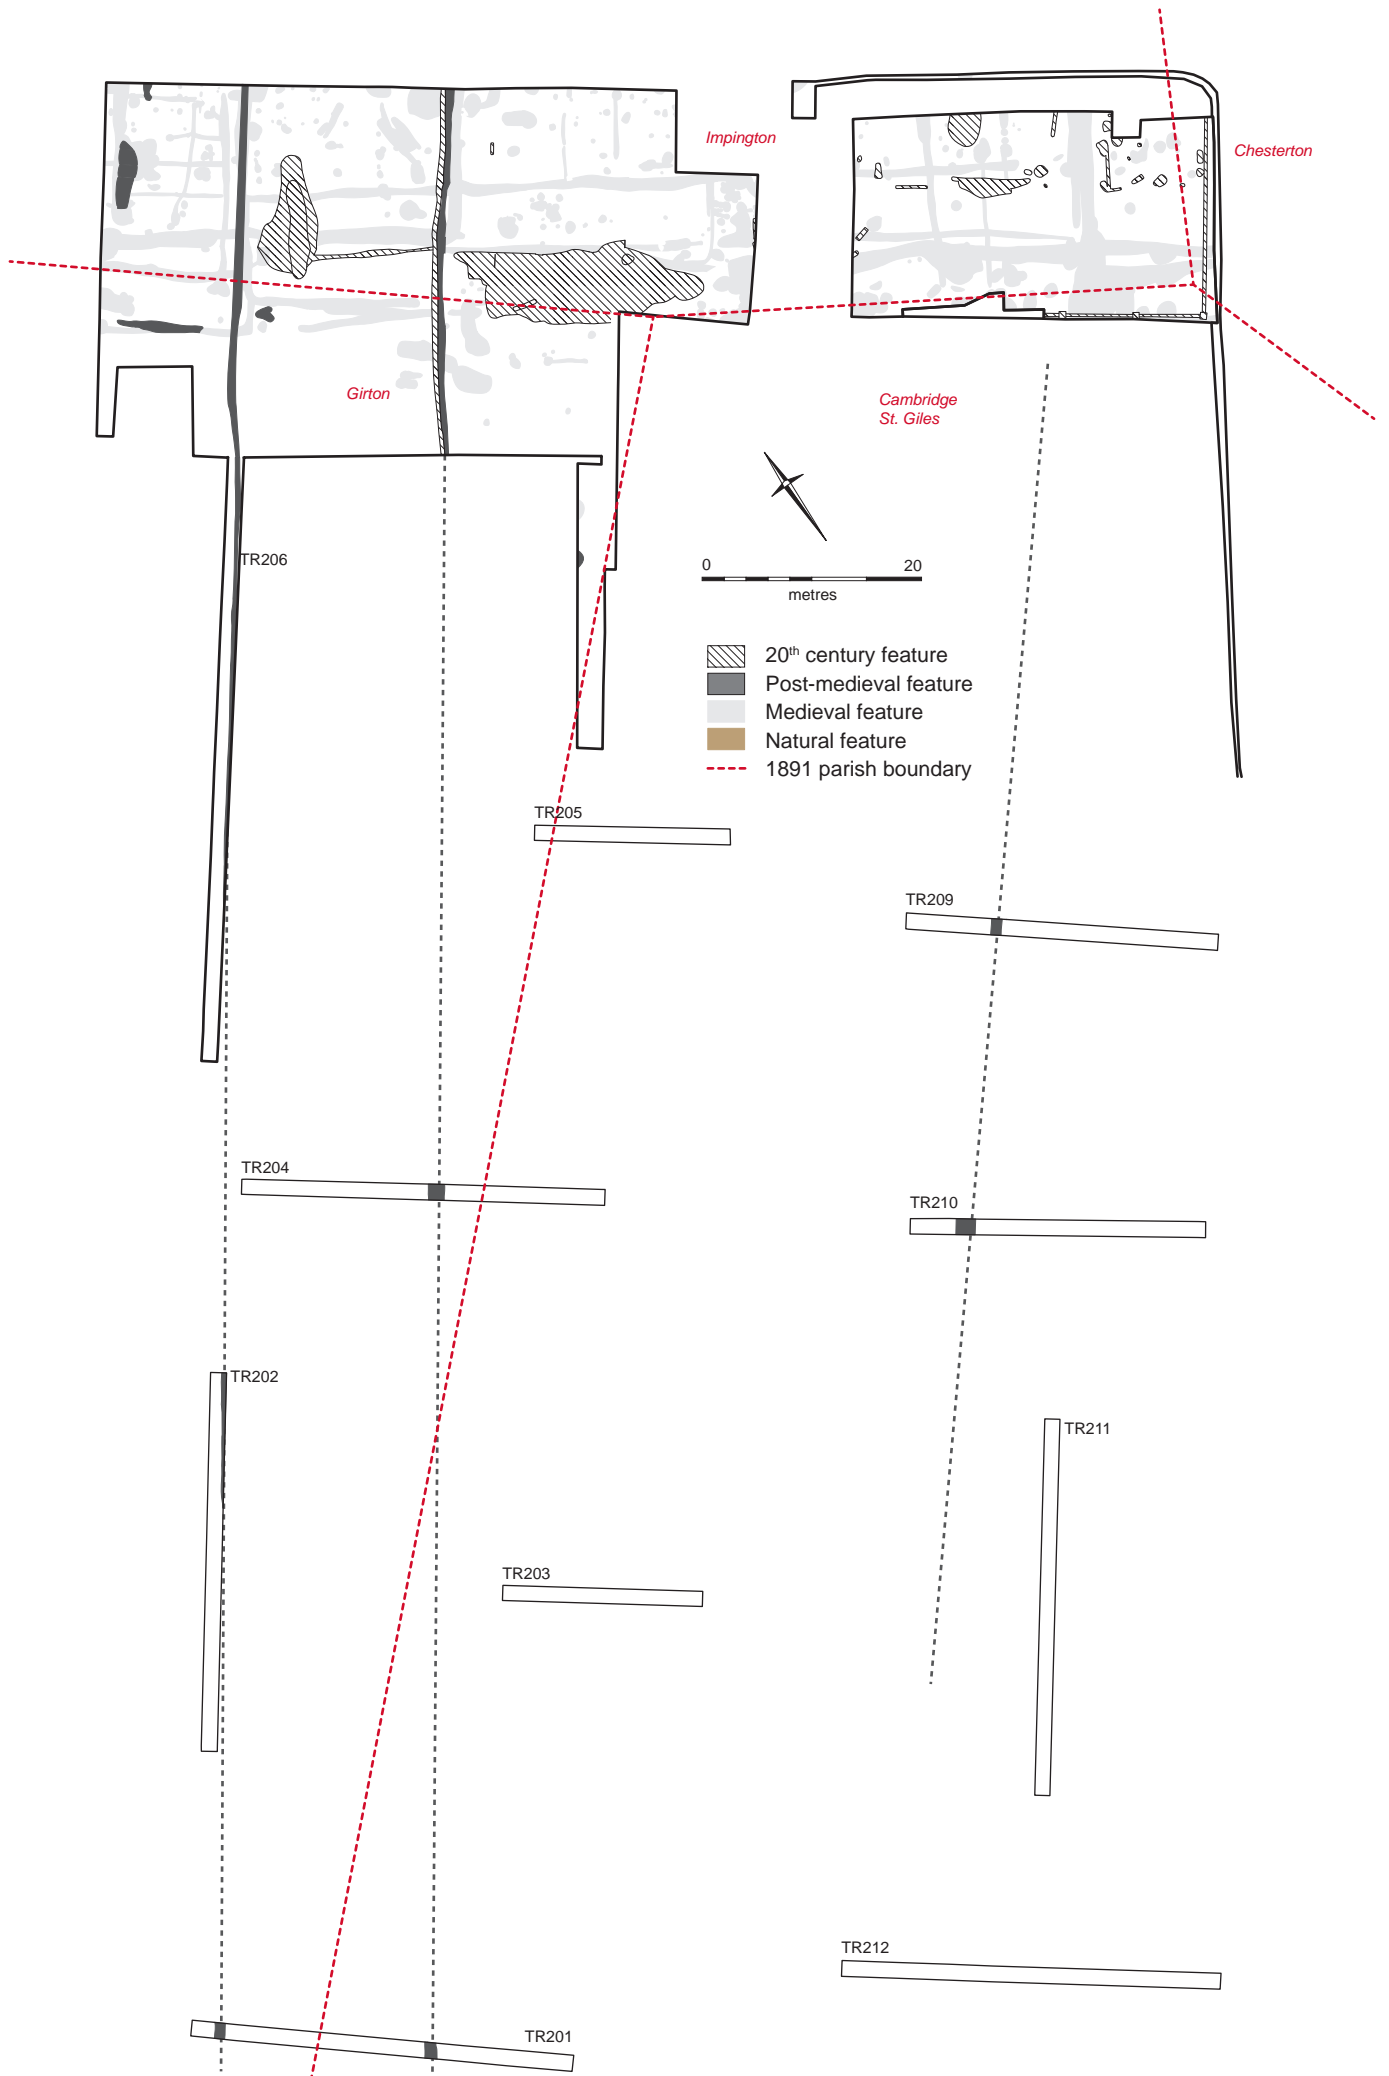 Impington
Chesterton
Girton
Cambridge
St. Giles
TR206
0 20
metres
20th century feature
Post-medieval feature
Medieval feature
Natural feature
1891 parish boundary
TR205
TR209
TR204
TR210
TR202
TR211
TR203
TR212
TR201